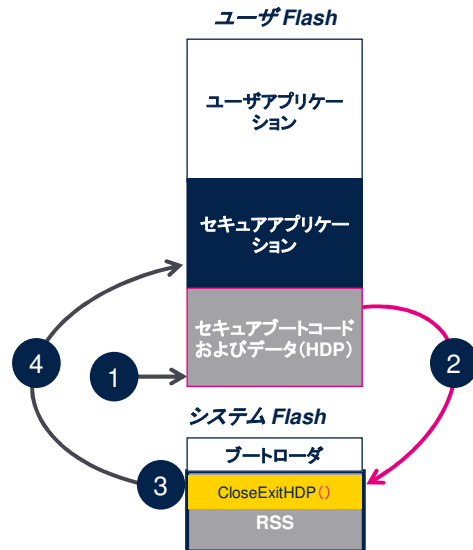 ユーザ Flash
ユーザアプリケー
ション
セキュアアプリケー
ション
セキュアブートコード
およびデータ(HDP)
4
1
2
システム Flash
ブートローダ
3
CloseExitHDP()
RSS